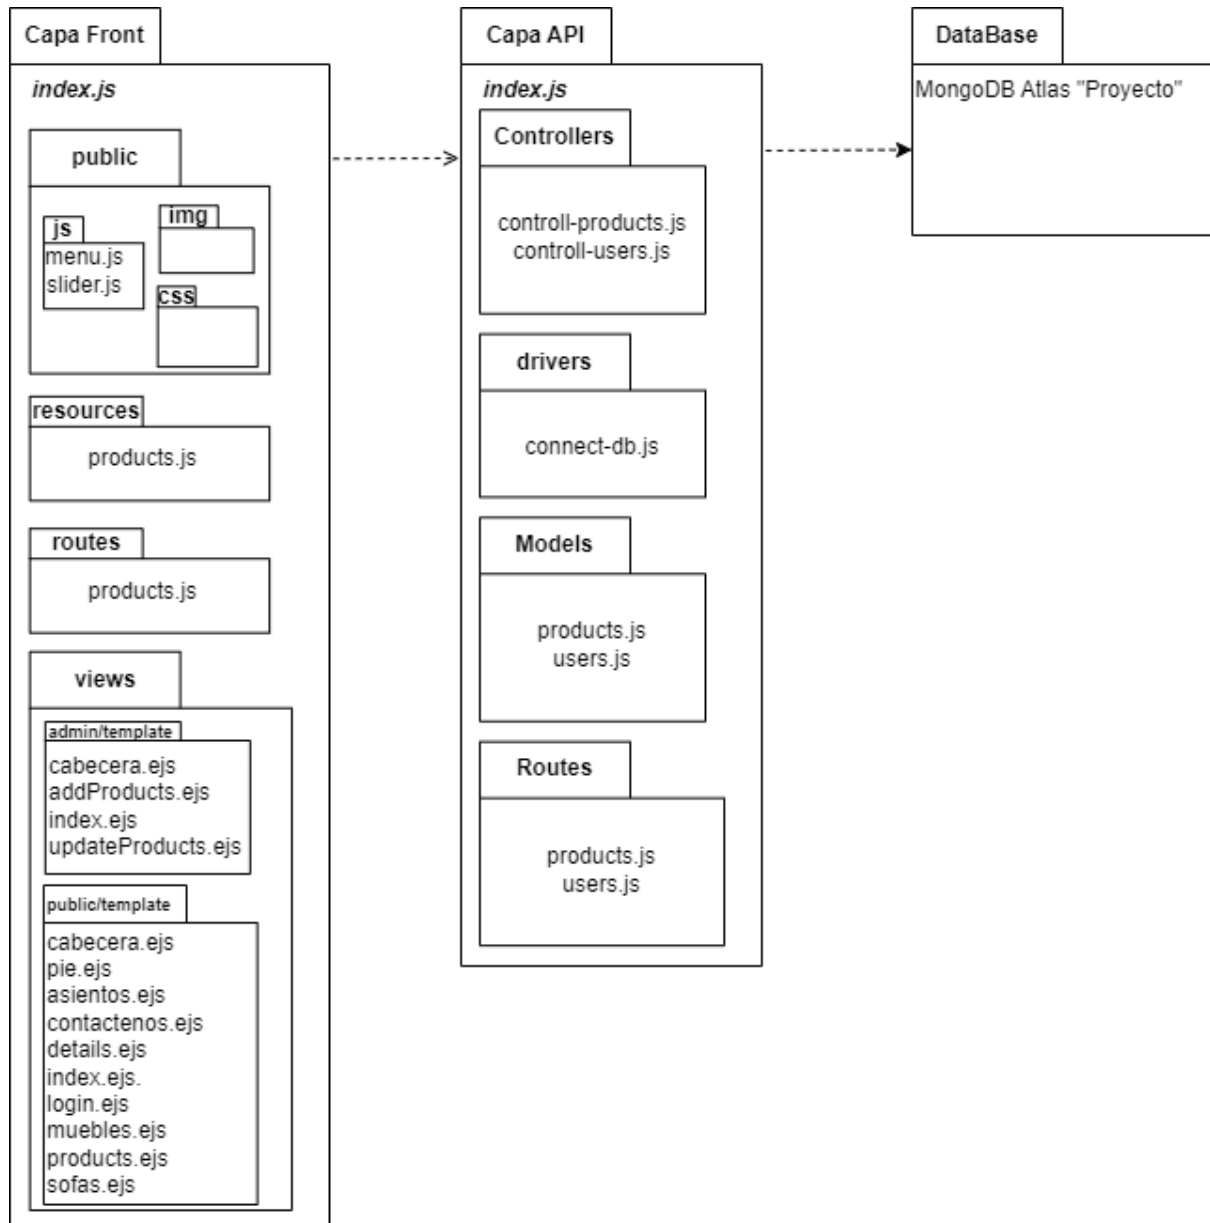 Capa Front
index.js
public
js
menu.js
slider.js
img
css
resources
products.js
routes
products.js
views
admin/template
cabecera.ejs
addProducts.ejs
index.ejs
updateProducts.ejs
public/template
cabecera.ejs
pie.ejs
asientos.ejs
contactenos.ejs
details.ejs
index.ejs.
login.ejs
muebles.ejs
products.ejs
sofas.ejs
Capa API
index.js
Controllers
controll-products.js
controll-users.js
drivers
connect-db.js
Models
products.js
users.js
Routes
products.js
users.js
DataBase
MongoDB Atlas "Proyecto"